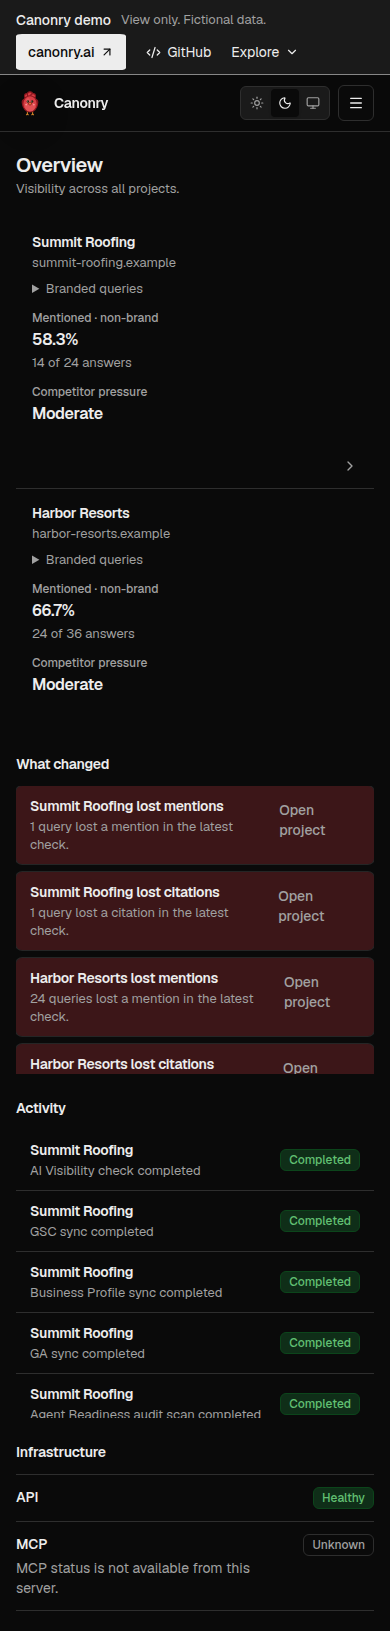 Canonry demo View only. Fictional data.
canonry.ai GitHub Explore
Canonry
Overview
Visibility across all projects.
Summit Roofing
summit-roofing.example
Branded queries
Mentioned · non-brand
58.3%
14 of 24 answers
Competitor pressure
Moderate
Harbor Resorts
harbor-resorts.example
Branded queries
Mentioned · non-brand
66.7%
24 of 36 answers
Competitor pressure
Moderate
What changed
Summit Roofing lost mentions
1 query lost a mention in the latest
check.
Open
project
Summit Roofing lost citations
1 query lost a citation in the latest
check.
Open
project
Harbor Resorts lost mentions
24 queries lost a mention in the latest
check.
Open
project
Harbor Resorts lost citations
Open
Activity
Summit Roofing
AI Visibility check completed
Completed
Summit Roofing
GSC sync completed
Completed
Summit Roofing
Business Profile sync completed
Completed
Summit Roofing
GA sync completed
Completed
Summit Roofing
Agent Readiness audit scan completed
Completed
Infrastructure
API
Healthy
MCP
Unknown
MCP status is not available from this
server.